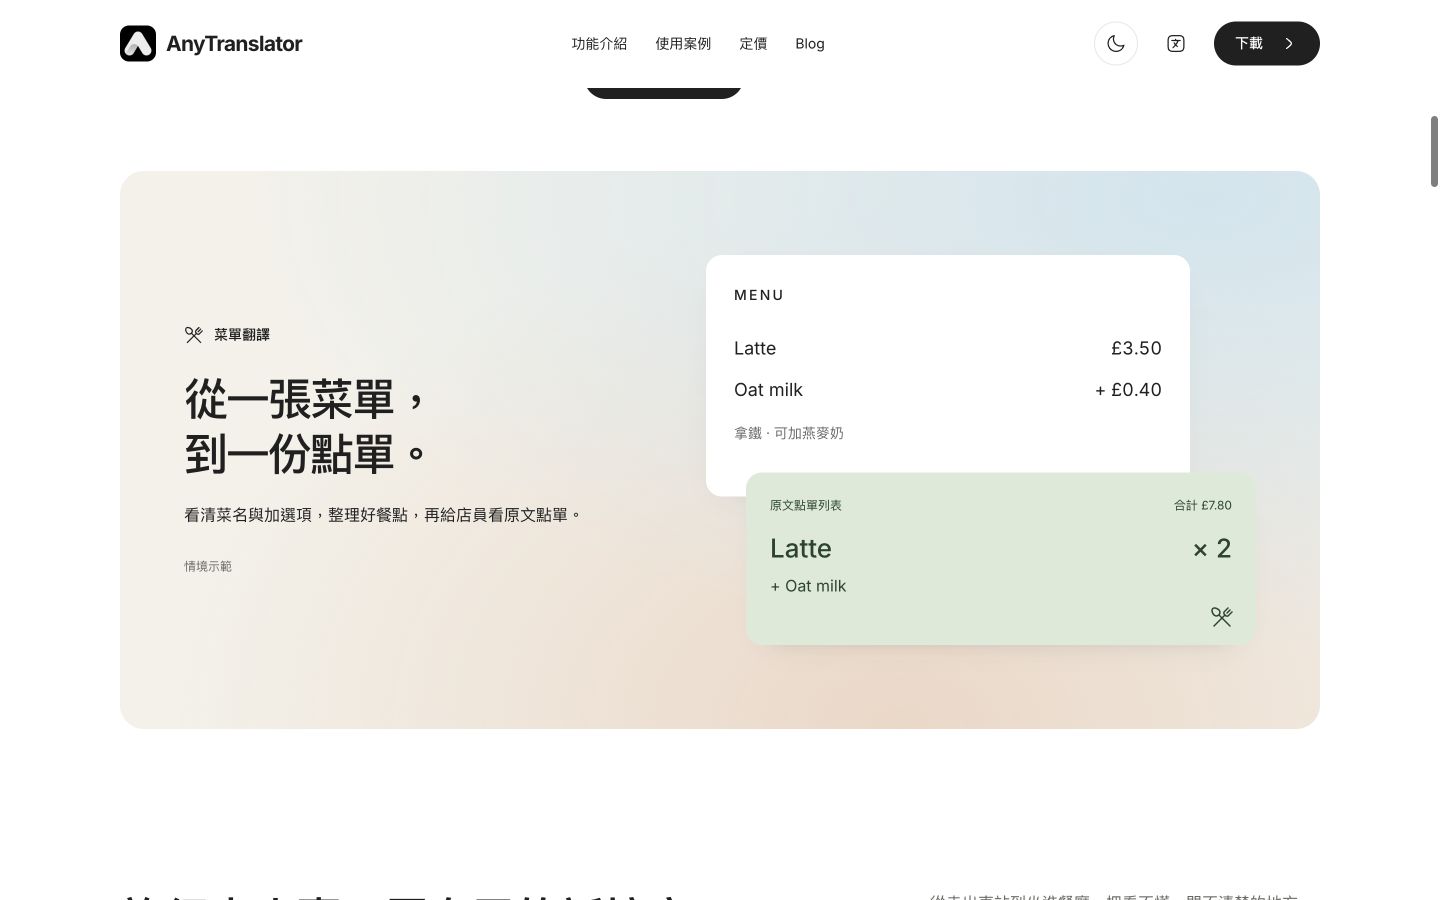 AnyTranslator
功能介紹
使用案例
定價
Blog
下載
菜單翻譯
從一張菜單，
到一份點單。
看清菜名與加選項，整理好餐點，再給店員看原文點單。
情境示範
MENU
Latte £3.50
Oat milk + £0.40
拿鐵 · 可加燕麥奶
原文點單列表 合計 £7.80
Latte × 2
+ Oat milk